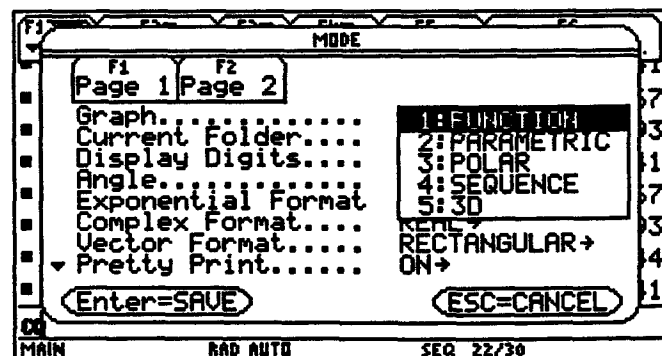 MODE
F1 F2
Page 1 Page 2
Graph..............
Current Folder....
Display Digits....
Angle..............
Exponential Format
Complex Format.... REAL→
Vector Format..... RECTANGULAR→
Pretty Print...... ON→
1:FUNCTION
2:PARAMETRIC
3:POLAR
4:SEQUENCE
5:3D
Enter=SAVE ESC=CANCEL
MAIN RAD AUTO SEQ 22/30